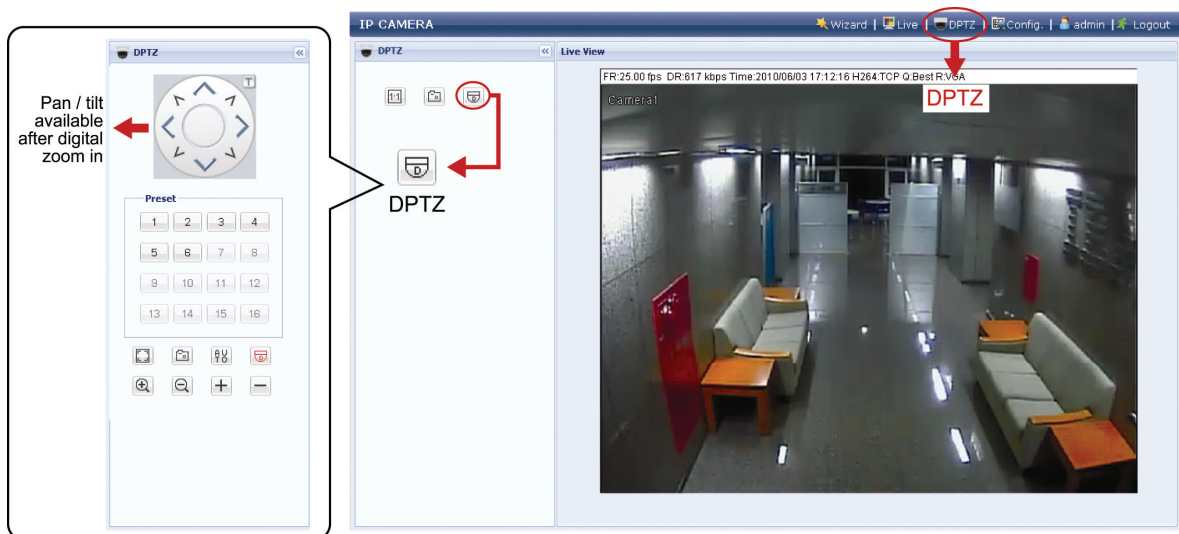 IP CAMERA
Wizard | Live | DPTZ | Config. | admin | Logout
DPTZ
T
Pan / tilt
available
after digital
zoom in
Preset
1 2 3 4
5 6 7 8
9 10 11 12
13 14 15 16
D
DPTZ
1:1
D
D
DPTZ
Live View
FR:25.00 fps DR:617 kbps Time:2010/06/03 17:12:16 H264:TCP Q:Best R:VGA
DPTZ
Camera1